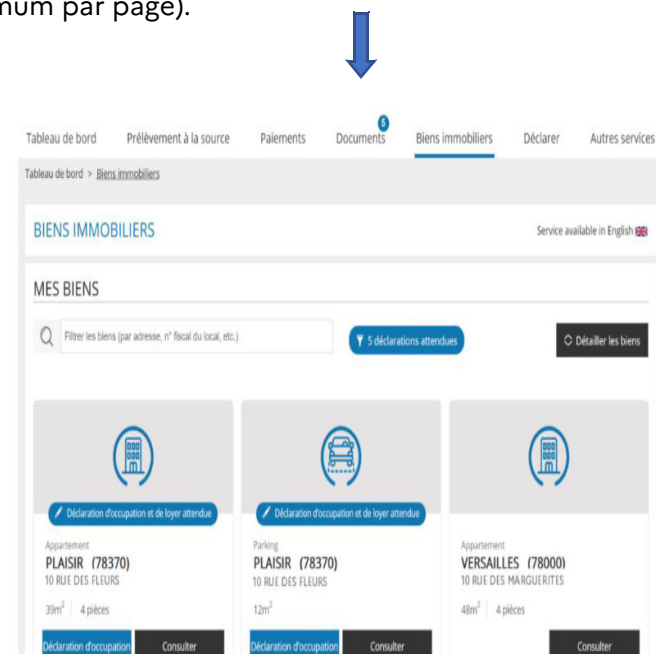 mum par page).
5
Tableau de bord Prélèvement à la source Paiements Documents Biens immobiliers Déclarer Autres services
Tableau de bord > Biens immobiliers
BIENS IMMOBILIERS Service available in English
MES BIENS
Filtrer les biens (par adresse, n° fiscal du local, etc.) 5 déclarations attendues Détailler les biens
Déclaration d'occupation et de loyer attendue Déclaration d'occupation et de loyer attendue
Appartement Parking Appartement
PLAISIR (78370) PLAISIR (78370) VERSAILLES (78000)
10 RUE DES FLEURS 10 RUE DES FLEURS 10 RUE DES MARGUERITES
39m² 4 pièces 12m² 48m² 4 pièces
Déclaration d'occupation Consulter Déclaration d'occupation Consulter Consulter